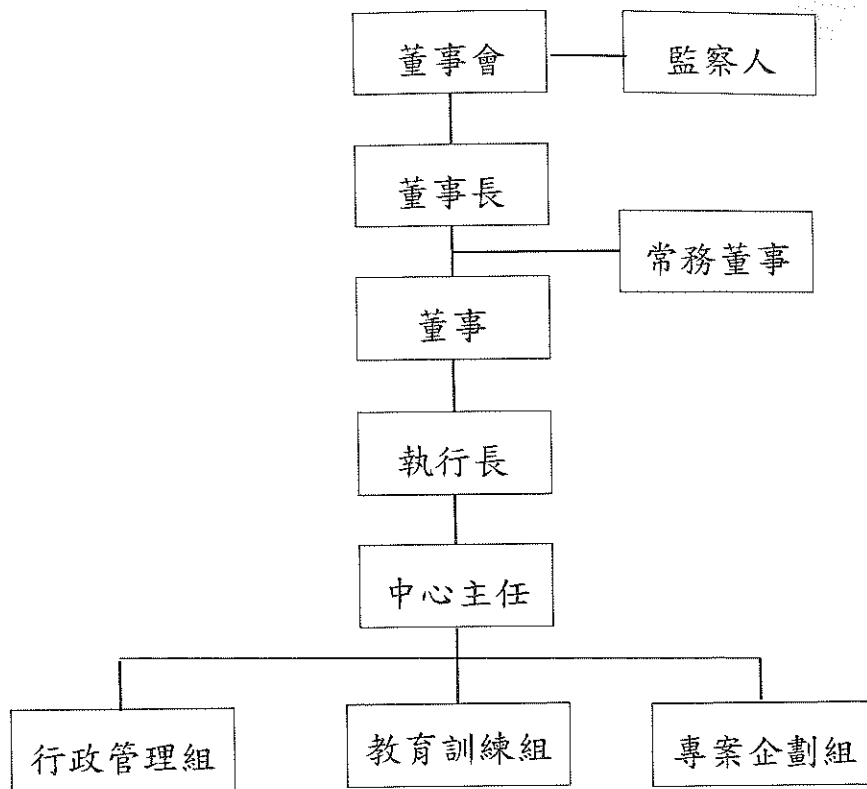 董事會
監察人
董事長
常務董事
董事
執行長
中心主任
行政管理組
教育訓練組
專案企劃組